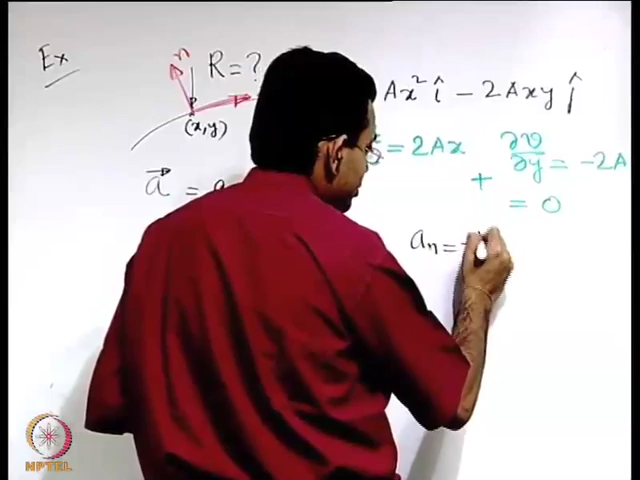 Ex
n R = ? Ax² î − 2Axy ĵ
(x,y)
= 2Ax ∂v/∂y = −2A
+
= 0
a⃗ =
aₙ =
NPTEL